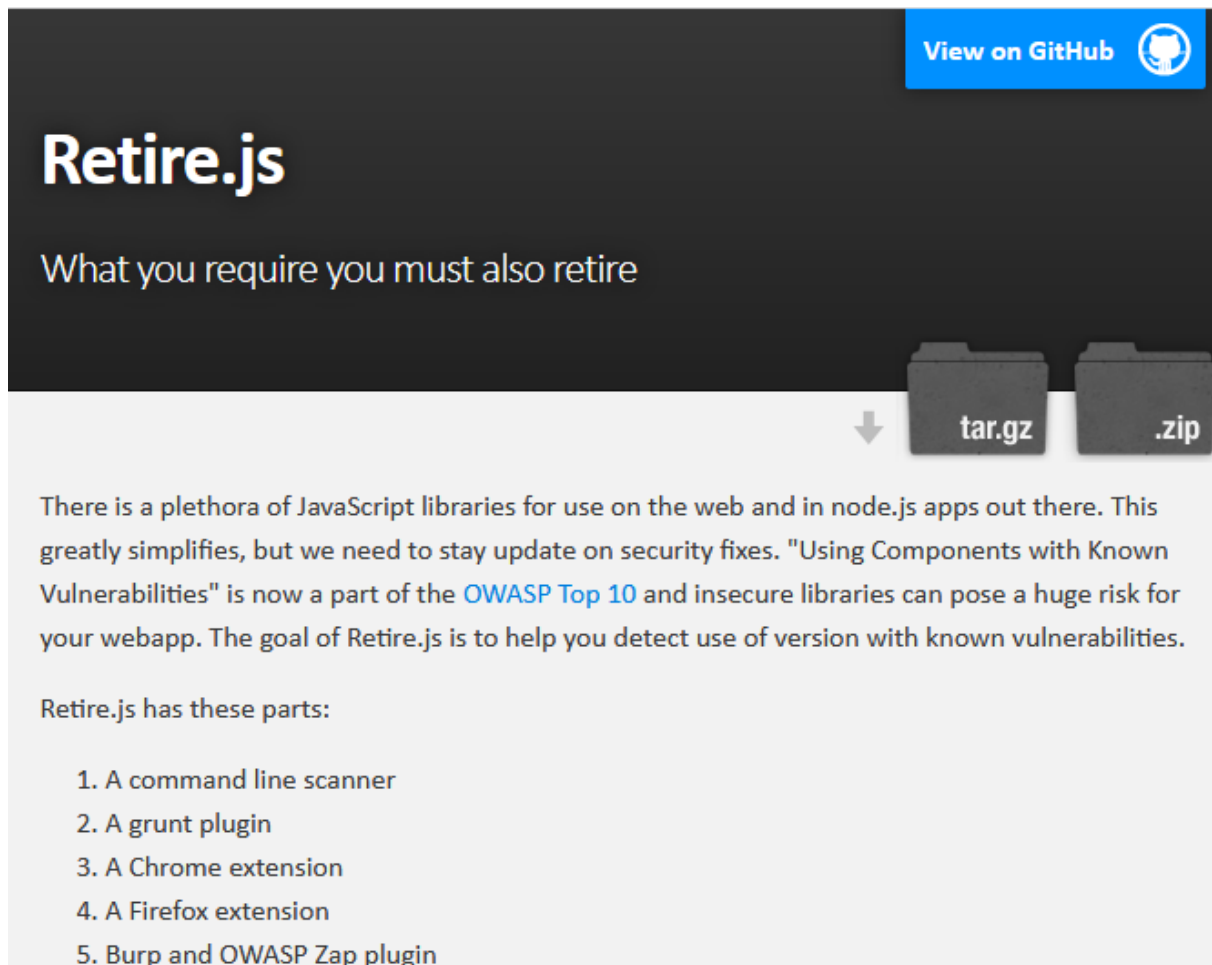 View on GitHub
Retire.js
What you require you must also retire
tar.gz
.zip
There is a plethora of JavaScript libraries for use on the web and in node.js apps out there. This
greatly simplifies, but we need to stay update on security fixes. "Using Components with Known
Vulnerabilities" is now a part of the OWASP Top 10 and insecure libraries can pose a huge risk for
your webapp. The goal of Retire.js is to help you detect use of version with known vulnerabilities.
Retire.js has these parts:
1. A command line scanner
2. A grunt plugin
3. A Chrome extension
4. A Firefox extension
5. Burp and OWASP Zap plugin